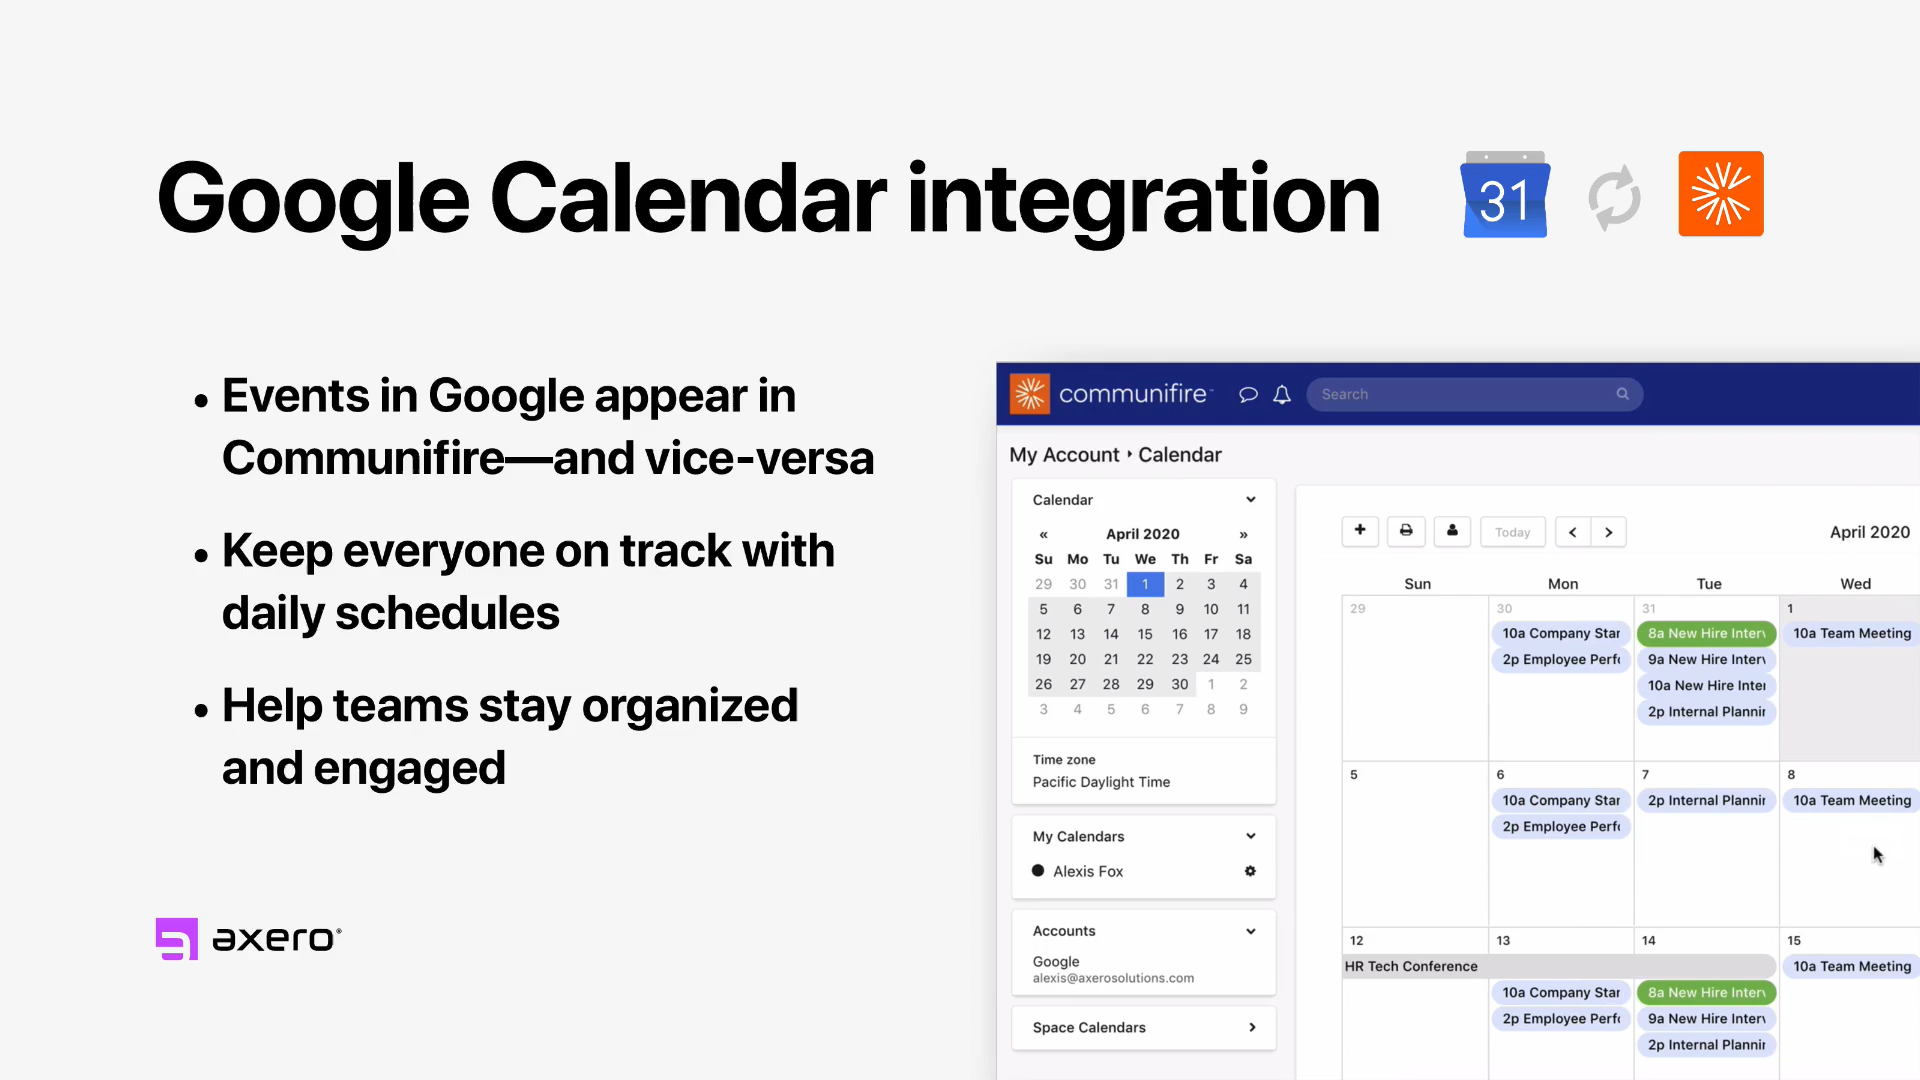 Google Calendar integration
31
• Events in Google appear in
Communifire—and vice-versa
• Keep everyone on track with
daily schedules
• Help teams stay organized
and engaged
axero®
communifire™
Search
My Account ‣ Calendar
Calendar
« April 2020 »
Su Mo Tu We Th Fr Sa
29 30 31 1 2 3 4
5 6 7 8 9 10 11
12 13 14 15 16 17 18
19 20 21 22 23 24 25
26 27 28 29 30 1 2
3 4 5 6 7 8 9
Time zone
Pacific Daylight Time
My Calendars
Alexis Fox
Accounts
Google
alexis@axerosolutions.com
Space Calendars
+ Today < > April 2020
Sun Mon Tue Wed
29 30 31 1
10a Company Star 8a New Hire Interv 10a Team Meeting
2p Employee Perfo 9a New Hire Interv
10a New Hire Inter
2p Internal Plannin
5 6 7 8
10a Company Star 2p Internal Plannin 10a Team Meeting
2p Employee Perfo
12 13 14 15
HR Tech Conference 10a Team Meeting
10a Company Star 8a New Hire Interv
2p Employee Perfo 9a New Hire Interv
2p Internal Plannin